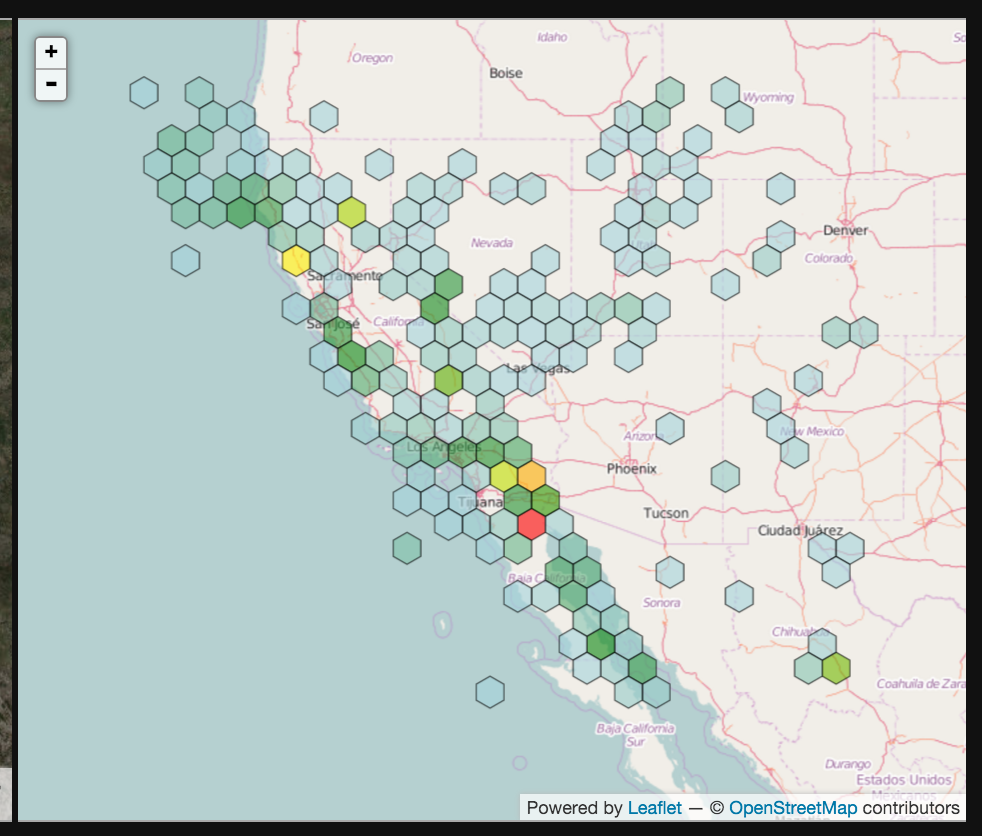 +
-
Idaho
Oregon
Boise
Wyoming
Nevada
Utah
Denver
Colorado
Sacramento
San José
California
Las Vegas
Los Angeles
Arizona
New Mexico
Phoenix
Tijuana
Tucson
Ciudad Juárez
Baja California
Sonora
Chihuahua
Coahuila de Zara
Baja California
Sur
Durango
Estados Unidos
Mexicanos
Powered by Leaflet — © OpenStreetMap contributors